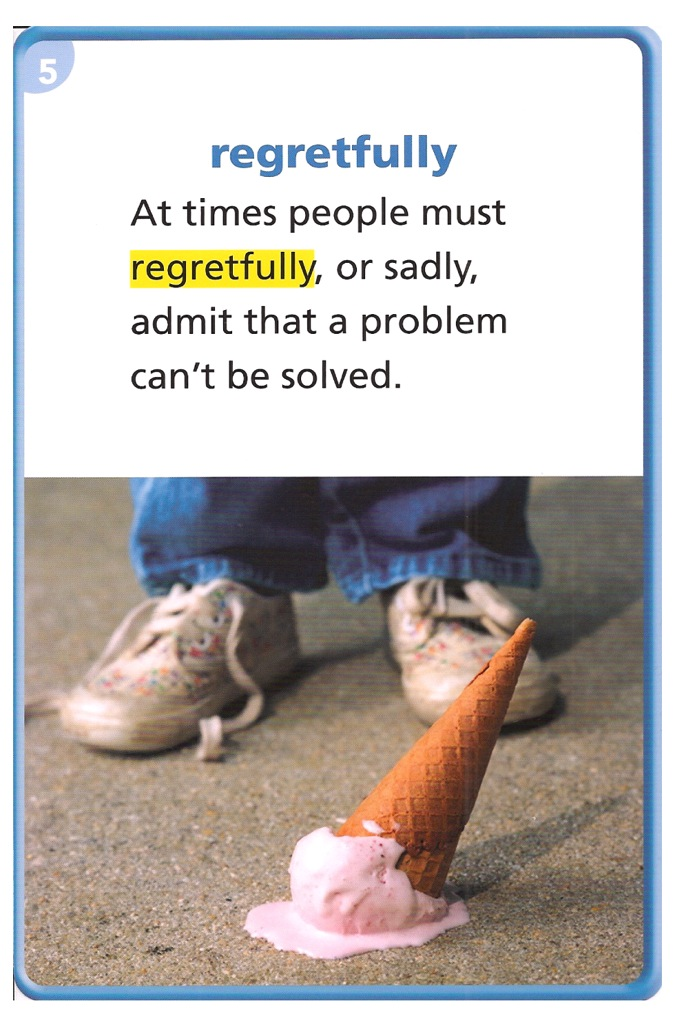 5
regretfully
At times people must
regretfully, or sadly,
admit that a problem
can't be solved.